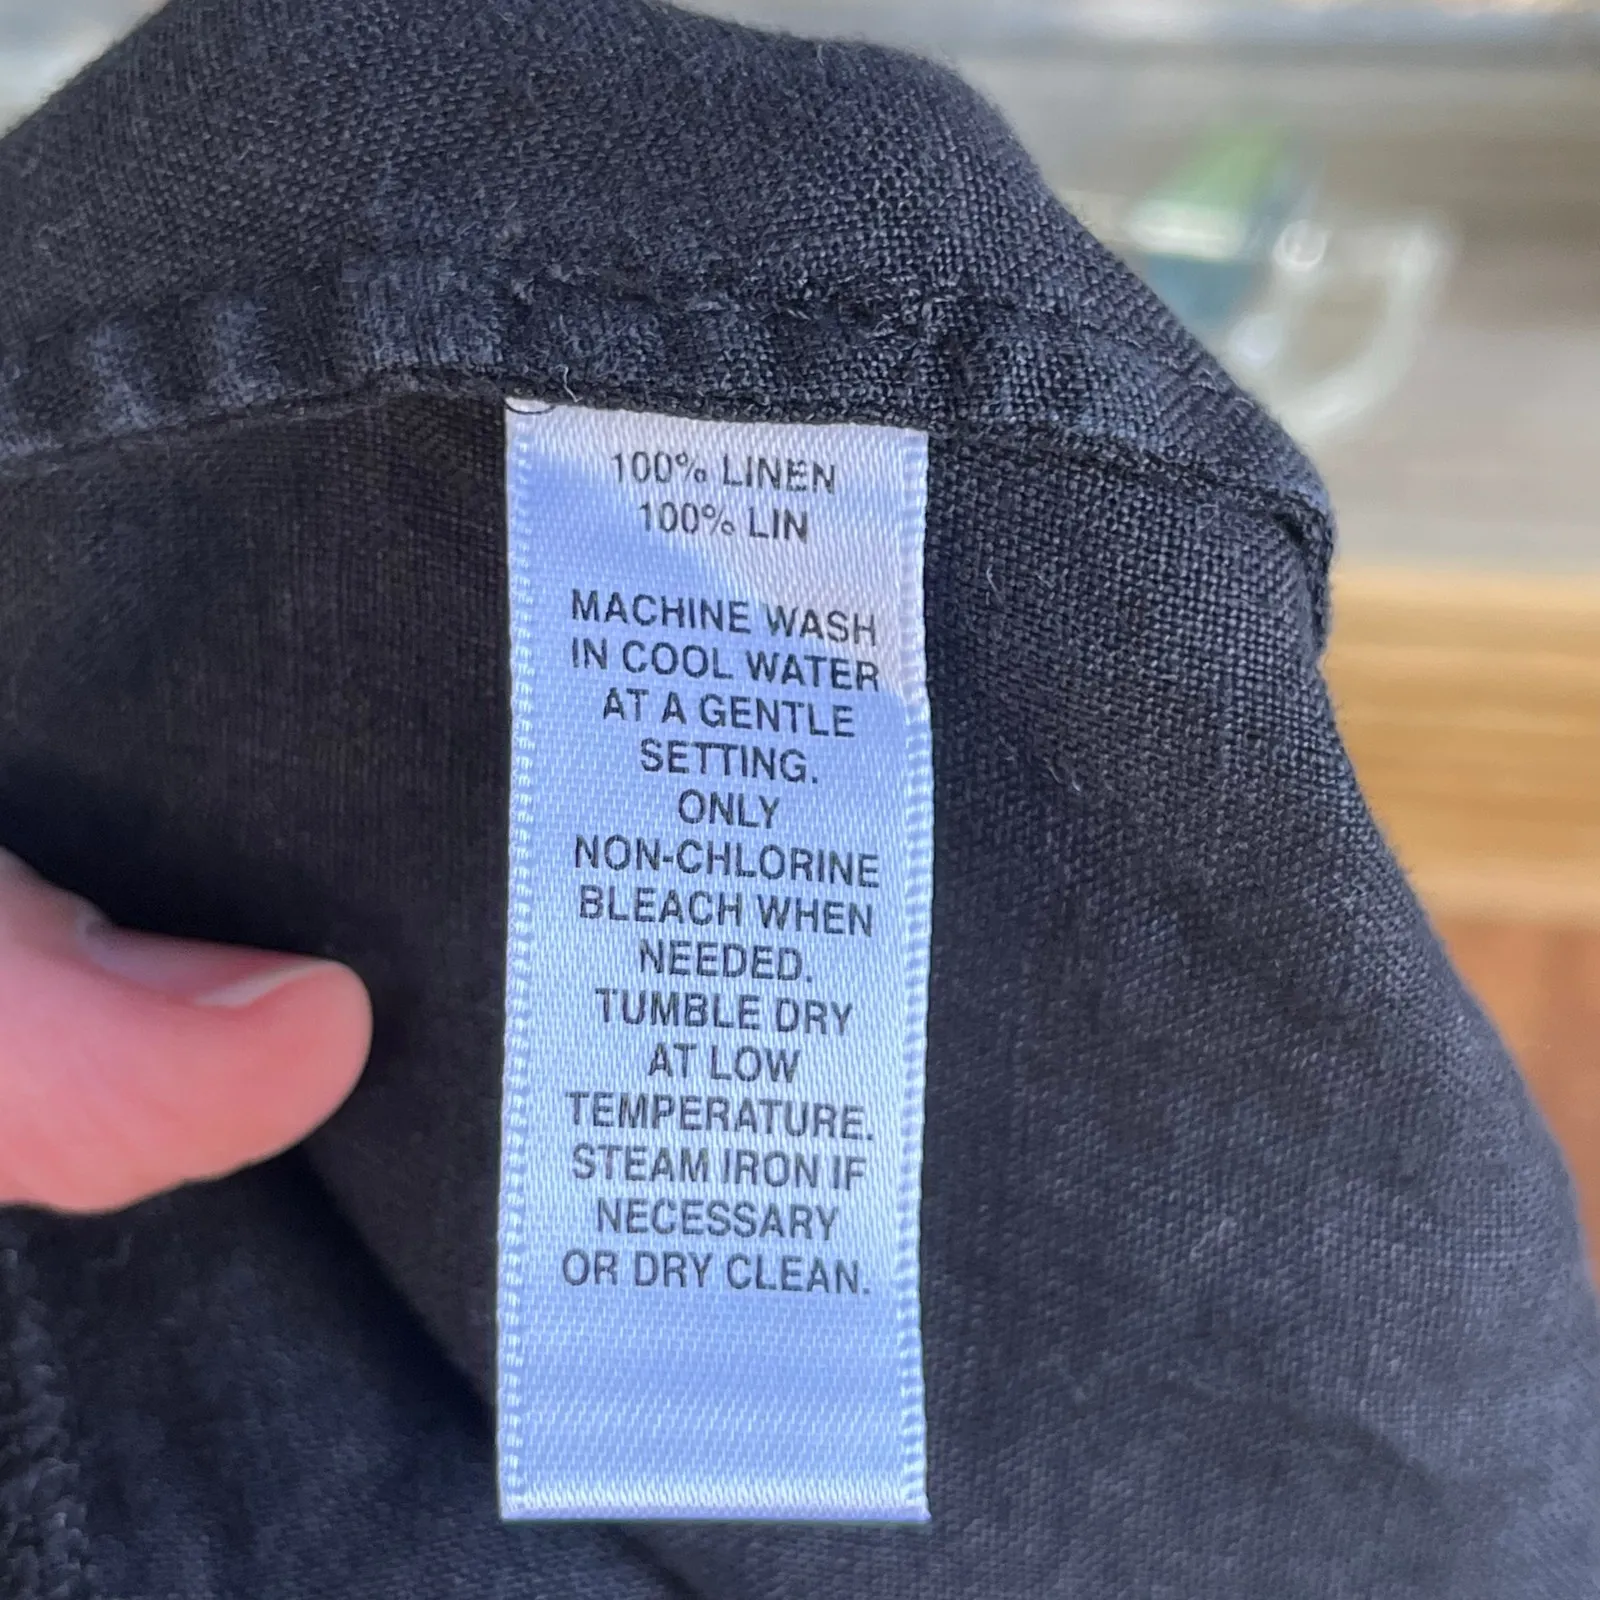 100% LINEN
100% LIN
MACHINE WASH
IN COOL WATER
AT A GENTLE
SETTING.
ONLY
NON-CHLORINE
BLEACH WHEN
NEEDED.
TUMBLE DRY
AT LOW
TEMPERATURE.
STEAM IRON IF
NECESSARY
OR DRY CLEAN.